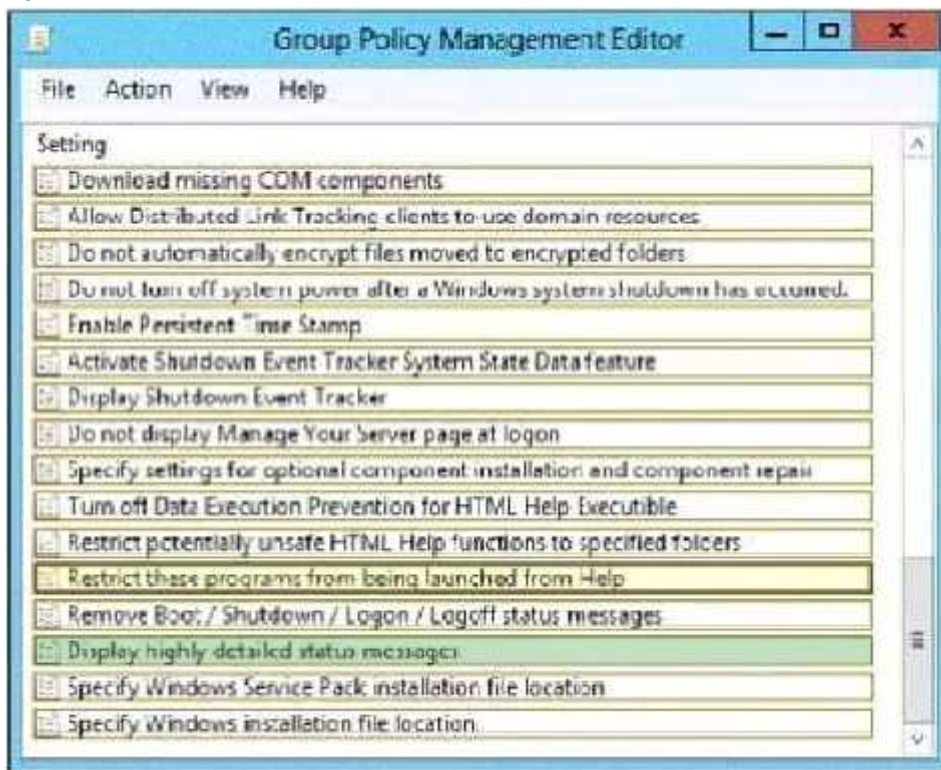 Group Policy Management Editor
File Action View Help
Setting
Download missing COM components
Allow Distributed Link Tracking clients to use domain resources
Do not automatically encrypt files moved to encrypted folders
Do not turn off system power after a Windows system shutdown has occurred.
Enable Persistent Time Stamp
Activate Shutdown Event Tracker System State Data feature
Display Shutdown Event Tracker
Do not display Manage Your Server page at logon
Specify settings for optional component installation and component repair
Turn off Data Execution Prevention for HTML Help Executible
Restrict potentially unsafe HTML Help functions to specified folders
Restrict these programs from being launched from Help
Remove Boot / Shutdown / Logon / Logoff status messages
Display highly detailed status messages
Specify Windows Service Pack installation file location
Specify Windows installation file location